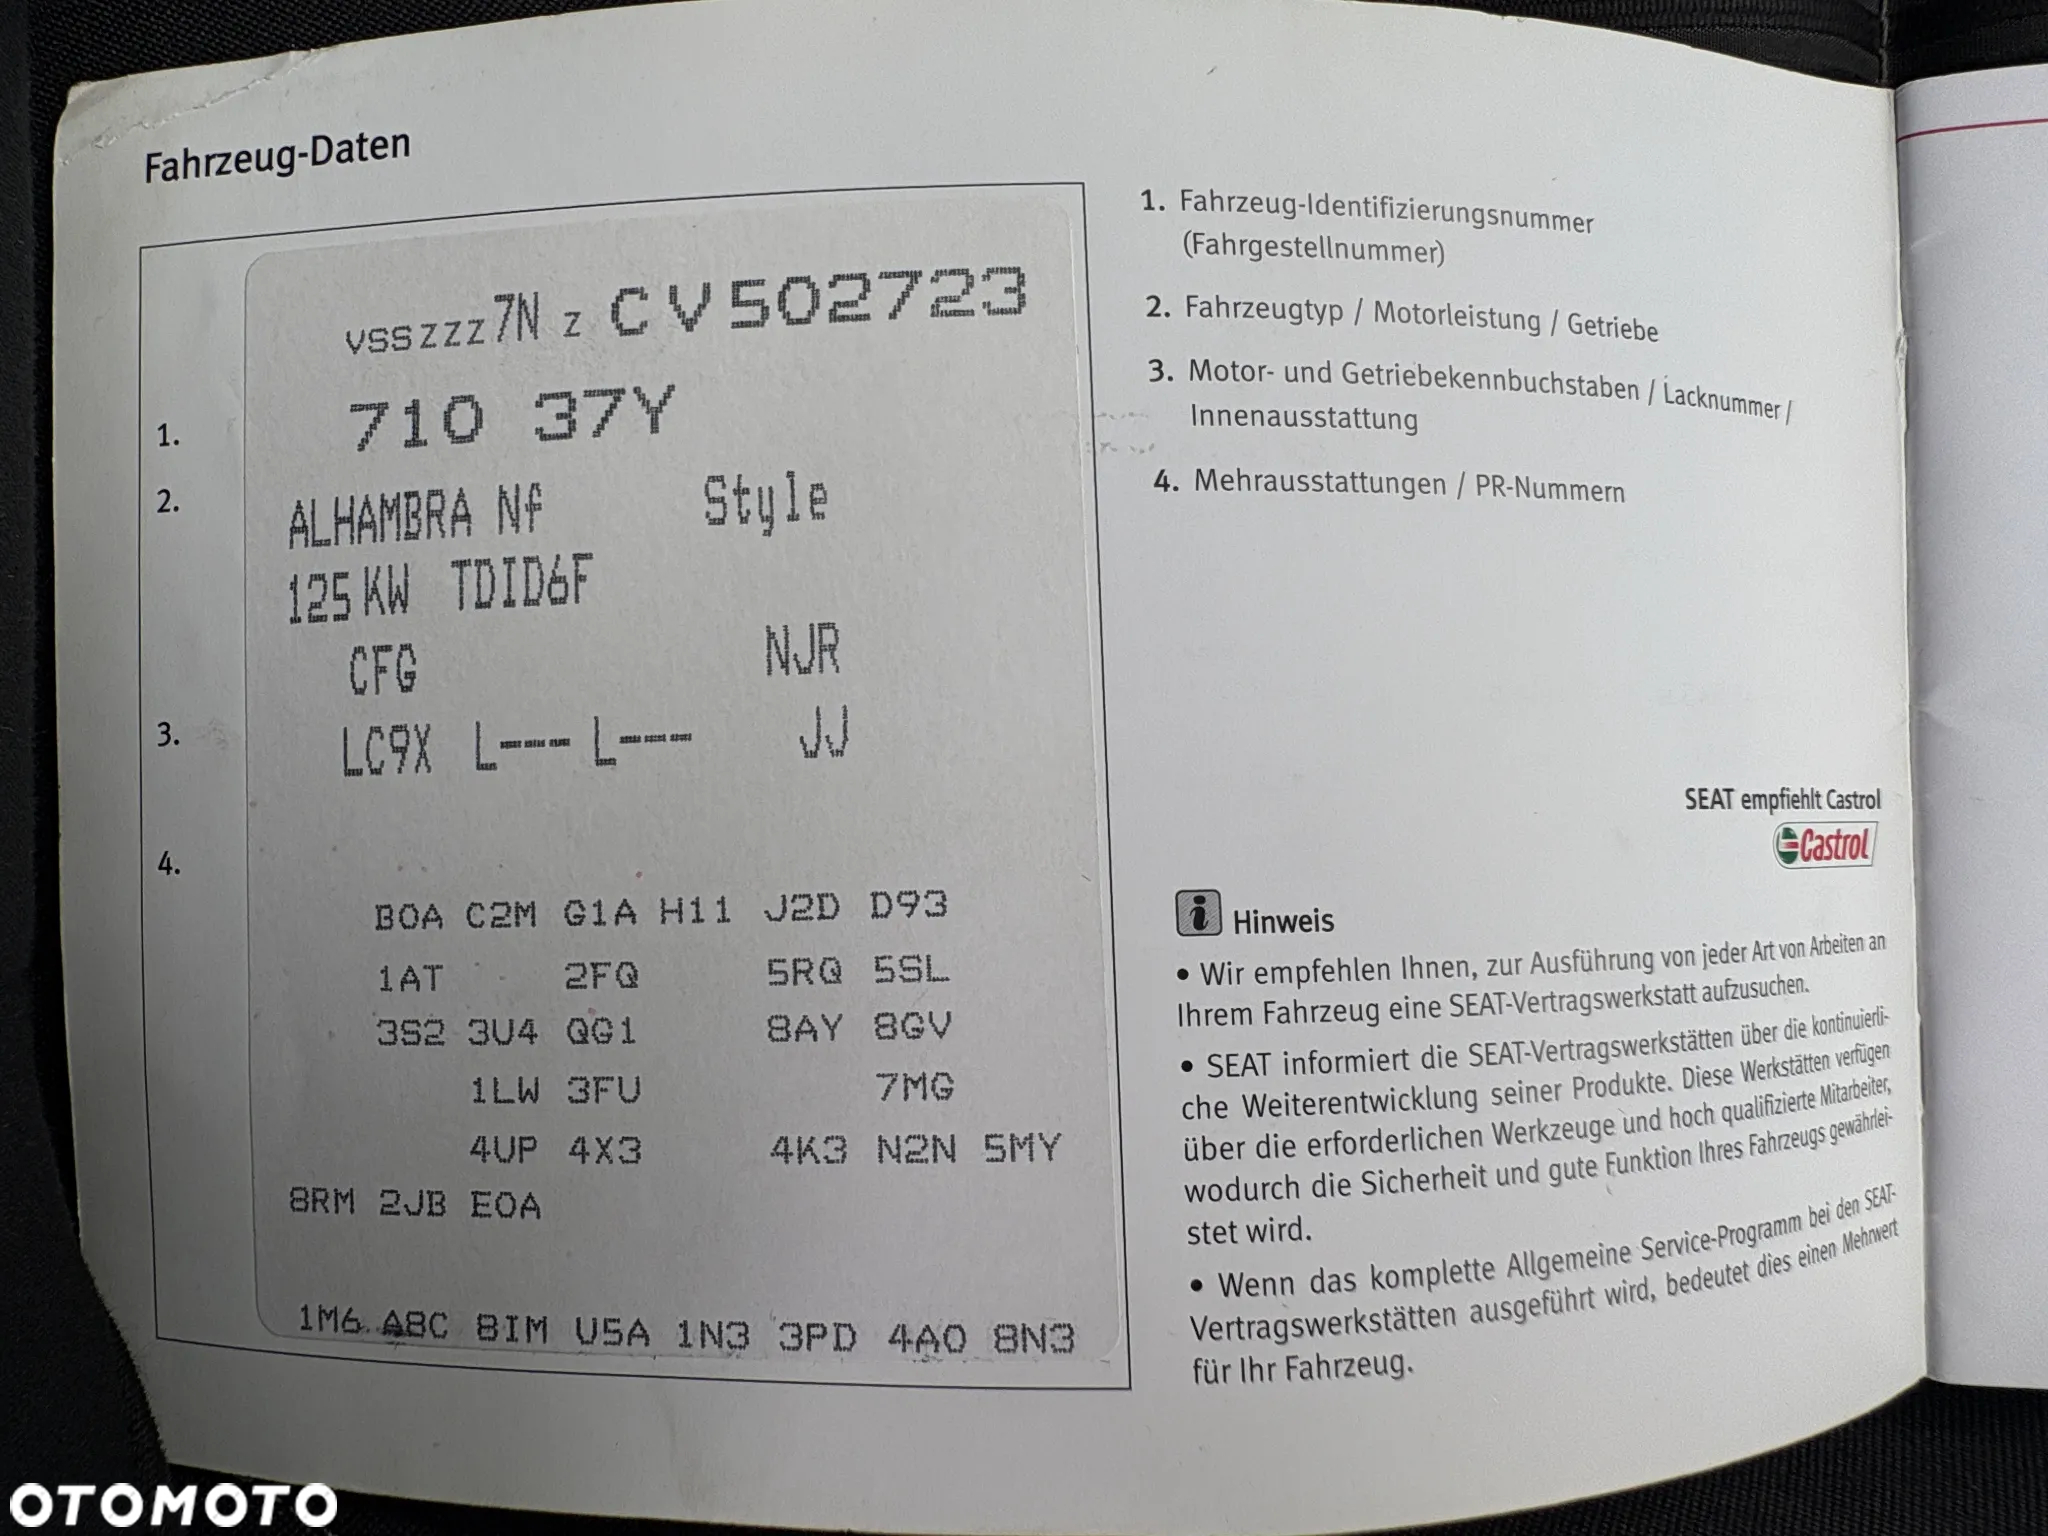 Fahrzeug-Daten
vsszzz7N z CV502723
1. 710 37Y
2. ALHAMBRA Nf Style
125KW TDID6F
CFG NJR
3. LC9X L--- L--- JJ
4.
B0A C2M G1A H11 J2D D93
1AT 2FQ 5RQ 5SL
3S2 3U4 QG1 8AY 8GV
1LW 3FU 7MG
4UP 4X3 4K3 N2N 5MY
8RM 2JB E0A
1M6 A8C 8IM U5A 1N3 3PD 4A0 8N3
1. Fahrzeug-Identifizierungsnummer
(Fahrgestellnummer)
2. Fahrzeugtyp / Motorleistung / Getriebe
3. Motor- und Getriebekennbuchstaben / Lacknummer /
Innenausstattung
4. Mehrausstattungen / PR-Nummern
SEAT empfiehlt Castrol
Castrol
i Hinweis
• Wir empfehlen Ihnen, zur Ausführung von jeder Art von Arbeiten an
Ihrem Fahrzeug eine SEAT-Vertragswerkstatt aufzusuchen.
• SEAT informiert die SEAT-Vertragswerkstätten über die kontinuierli-
che Weiterentwicklung seiner Produkte. Diese Werkstätten verfügen
über die erforderlichen Werkzeuge und hoch qualifizierte Mitarbeiter,
wodurch die Sicherheit und gute Funktion Ihres Fahrzeugs gewährlei-
stet wird.
• Wenn das komplette Allgemeine Service-Programm bei den SEAT-
Vertragswerkstätten ausgeführt wird, bedeutet dies einen Mehrwert
für Ihr Fahrzeug.
OTOMOTO